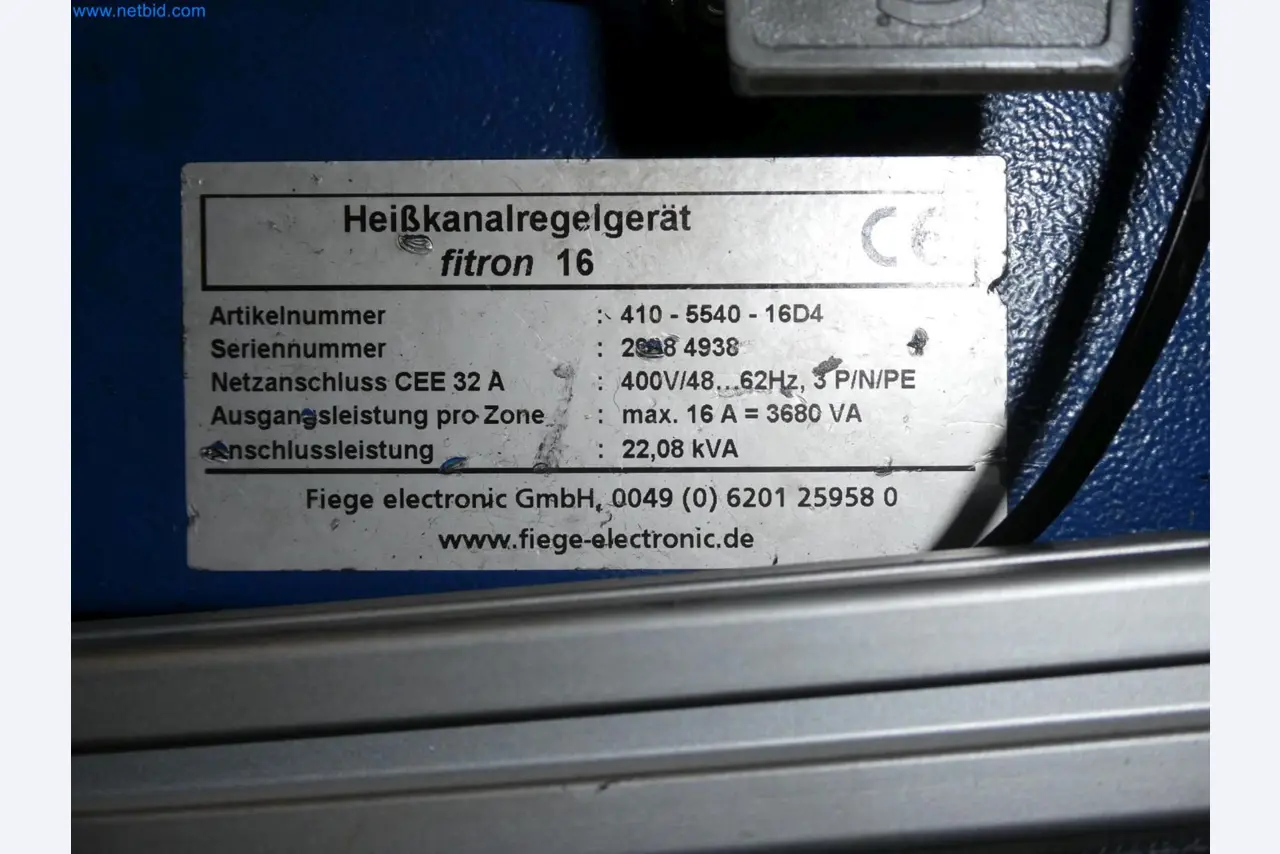 www.netbid.com
Heißkanalregelgerät
fitron 16
CE
Artikelnummer : 410 - 5540 - 16D4
Seriennummer : 4938
Netzanschluss CEE 32 A : 400V/48...62Hz, 3 P/N/PE
Ausgangsleistung pro Zone : max. 16 A = 3680 VA
Anschlussleistung : 22,08 kVA
Fiege electronic GmbH, 0049 (0) 6201 25958 0
www.fiege-electronic.de